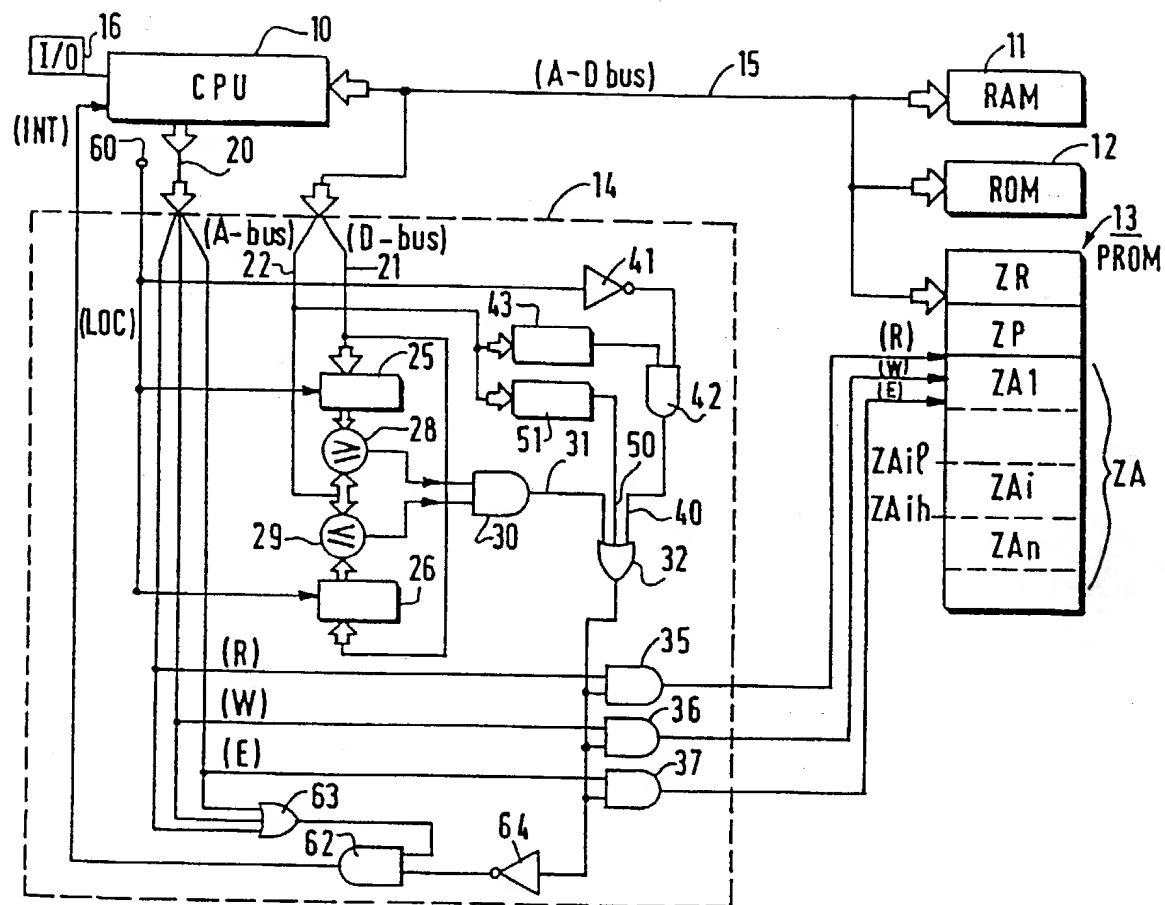 16
10
I/O
CPU
(A-D bus)
15
11
RAM
(INT)
60
20
12
ROM
14
13
PROM
(A-bus)
(D-bus)
22
21
41
ZR
(LOC)
43
ZP
(R)
(W)
(E)
25
42
ZA1
51
28
31
50
ZAiℓ
ZA
≥
ZAi
ZAih
29
≤
30
40
ZAn
26
32
(R)
35
(W)
36
(E)
37
63
62
64